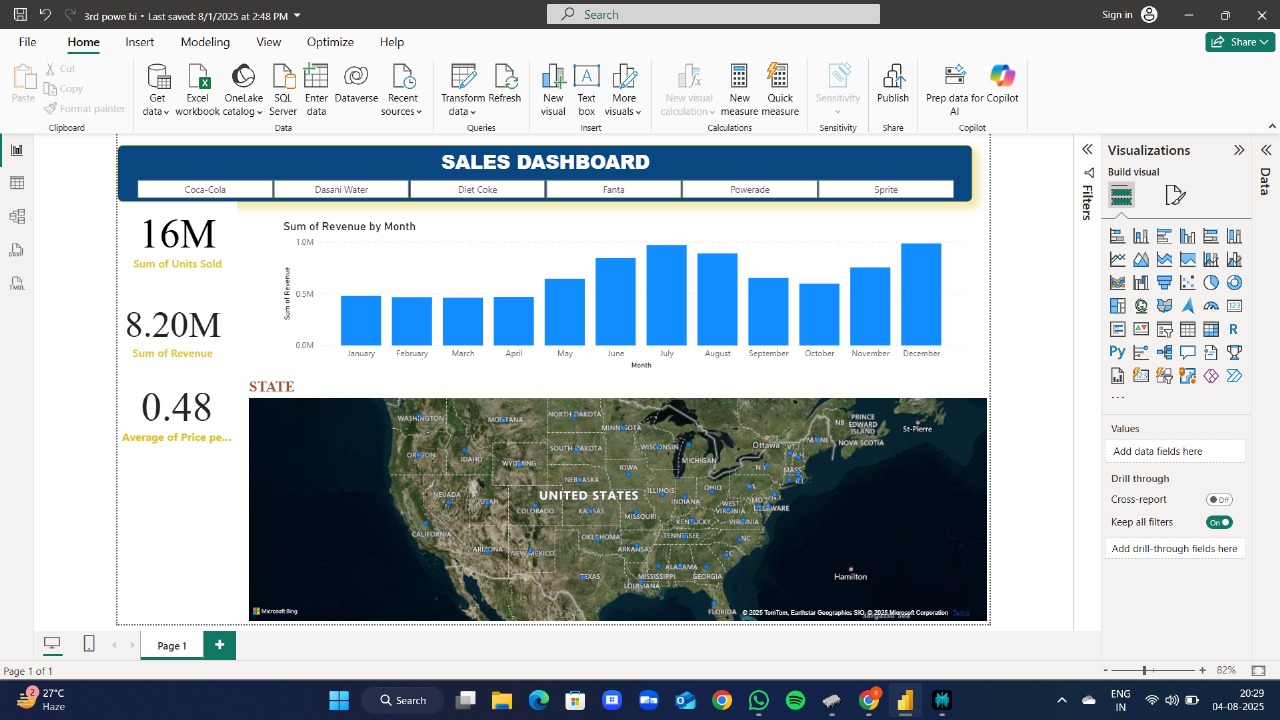 3rd powe bi • Last saved: 8/1/2025 at 2:48 PM
Search
Sign in
File Home Insert Modeling View Optimize Help
Share
Paste
Cut
Copy
Format painter
Clipboard
Get data
Excel workbook
OneLake catalog
SQL Server
Enter data
Dataverse
Recent sources
Data
Transform data
Refresh
Queries
New visual
Text box
More visuals
Insert
New visual calculation
New measure
Quick measure
Calculations
Sensitivity
Sensitivity
Publish
Share
Prep data for AI
Copilot
Copilot
SALES DASHBOARD
Coca-Cola Dasani Water Diet Coke Fanta Powerade Sprite
16M
Sum of Units Sold
8.20M
Sum of Revenue
0.48
Average of Price pe...
Sum of Revenue by Month
Sum of Revenue
1.0M
0.5M
0.0M
January February March April May June July August September October November December
Month
STATE
WASHINGTON
MONTANA
NORTH DAKOTA
MINNESOTA
OREGON
IDAHO
WYOMING
SOUTH DAKOTA
WISCONSIN
MICHIGAN
Ottawa
VT
MAINE
NB
PRINCE EDWARD ISLAND
NOVA SCOTIA
St-Pierre
NEVADA
UTAH
COLORADO
NEBRASKA
IOWA
UNITED STATES
ILLINOIS
INDIANA
OHIO
MASS
KANSAS
MISSOURI
WEST VIRGINIA
VIRGINIA
DELAWARE
KENTUCKY
CALIFORNIA
ARIZONA
NEW MEXICO
OKLAHOMA
ARKANSAS
TENNESSEE
NC
SC
TEXAS
LOUISIANA
MISSISSIPPI
ALABAMA
GEORGIA
FLORIDA
Hamilton
Sargasso Sea
Microsoft Bing
© 2025 TomTom, Earthstar Geographics SIO, © 2025 Microsoft Corporation Terms
Filters
Visualizations
Build visual
Values
Add data fields here
Drill through
Cross-report
Off
Keep all filters
On
Add drill-through fields here
Data
Page 1
Page 1 of 1
82%
2
27°C
Haze
Search
6
ENG
IN
20:29
04-08-2025